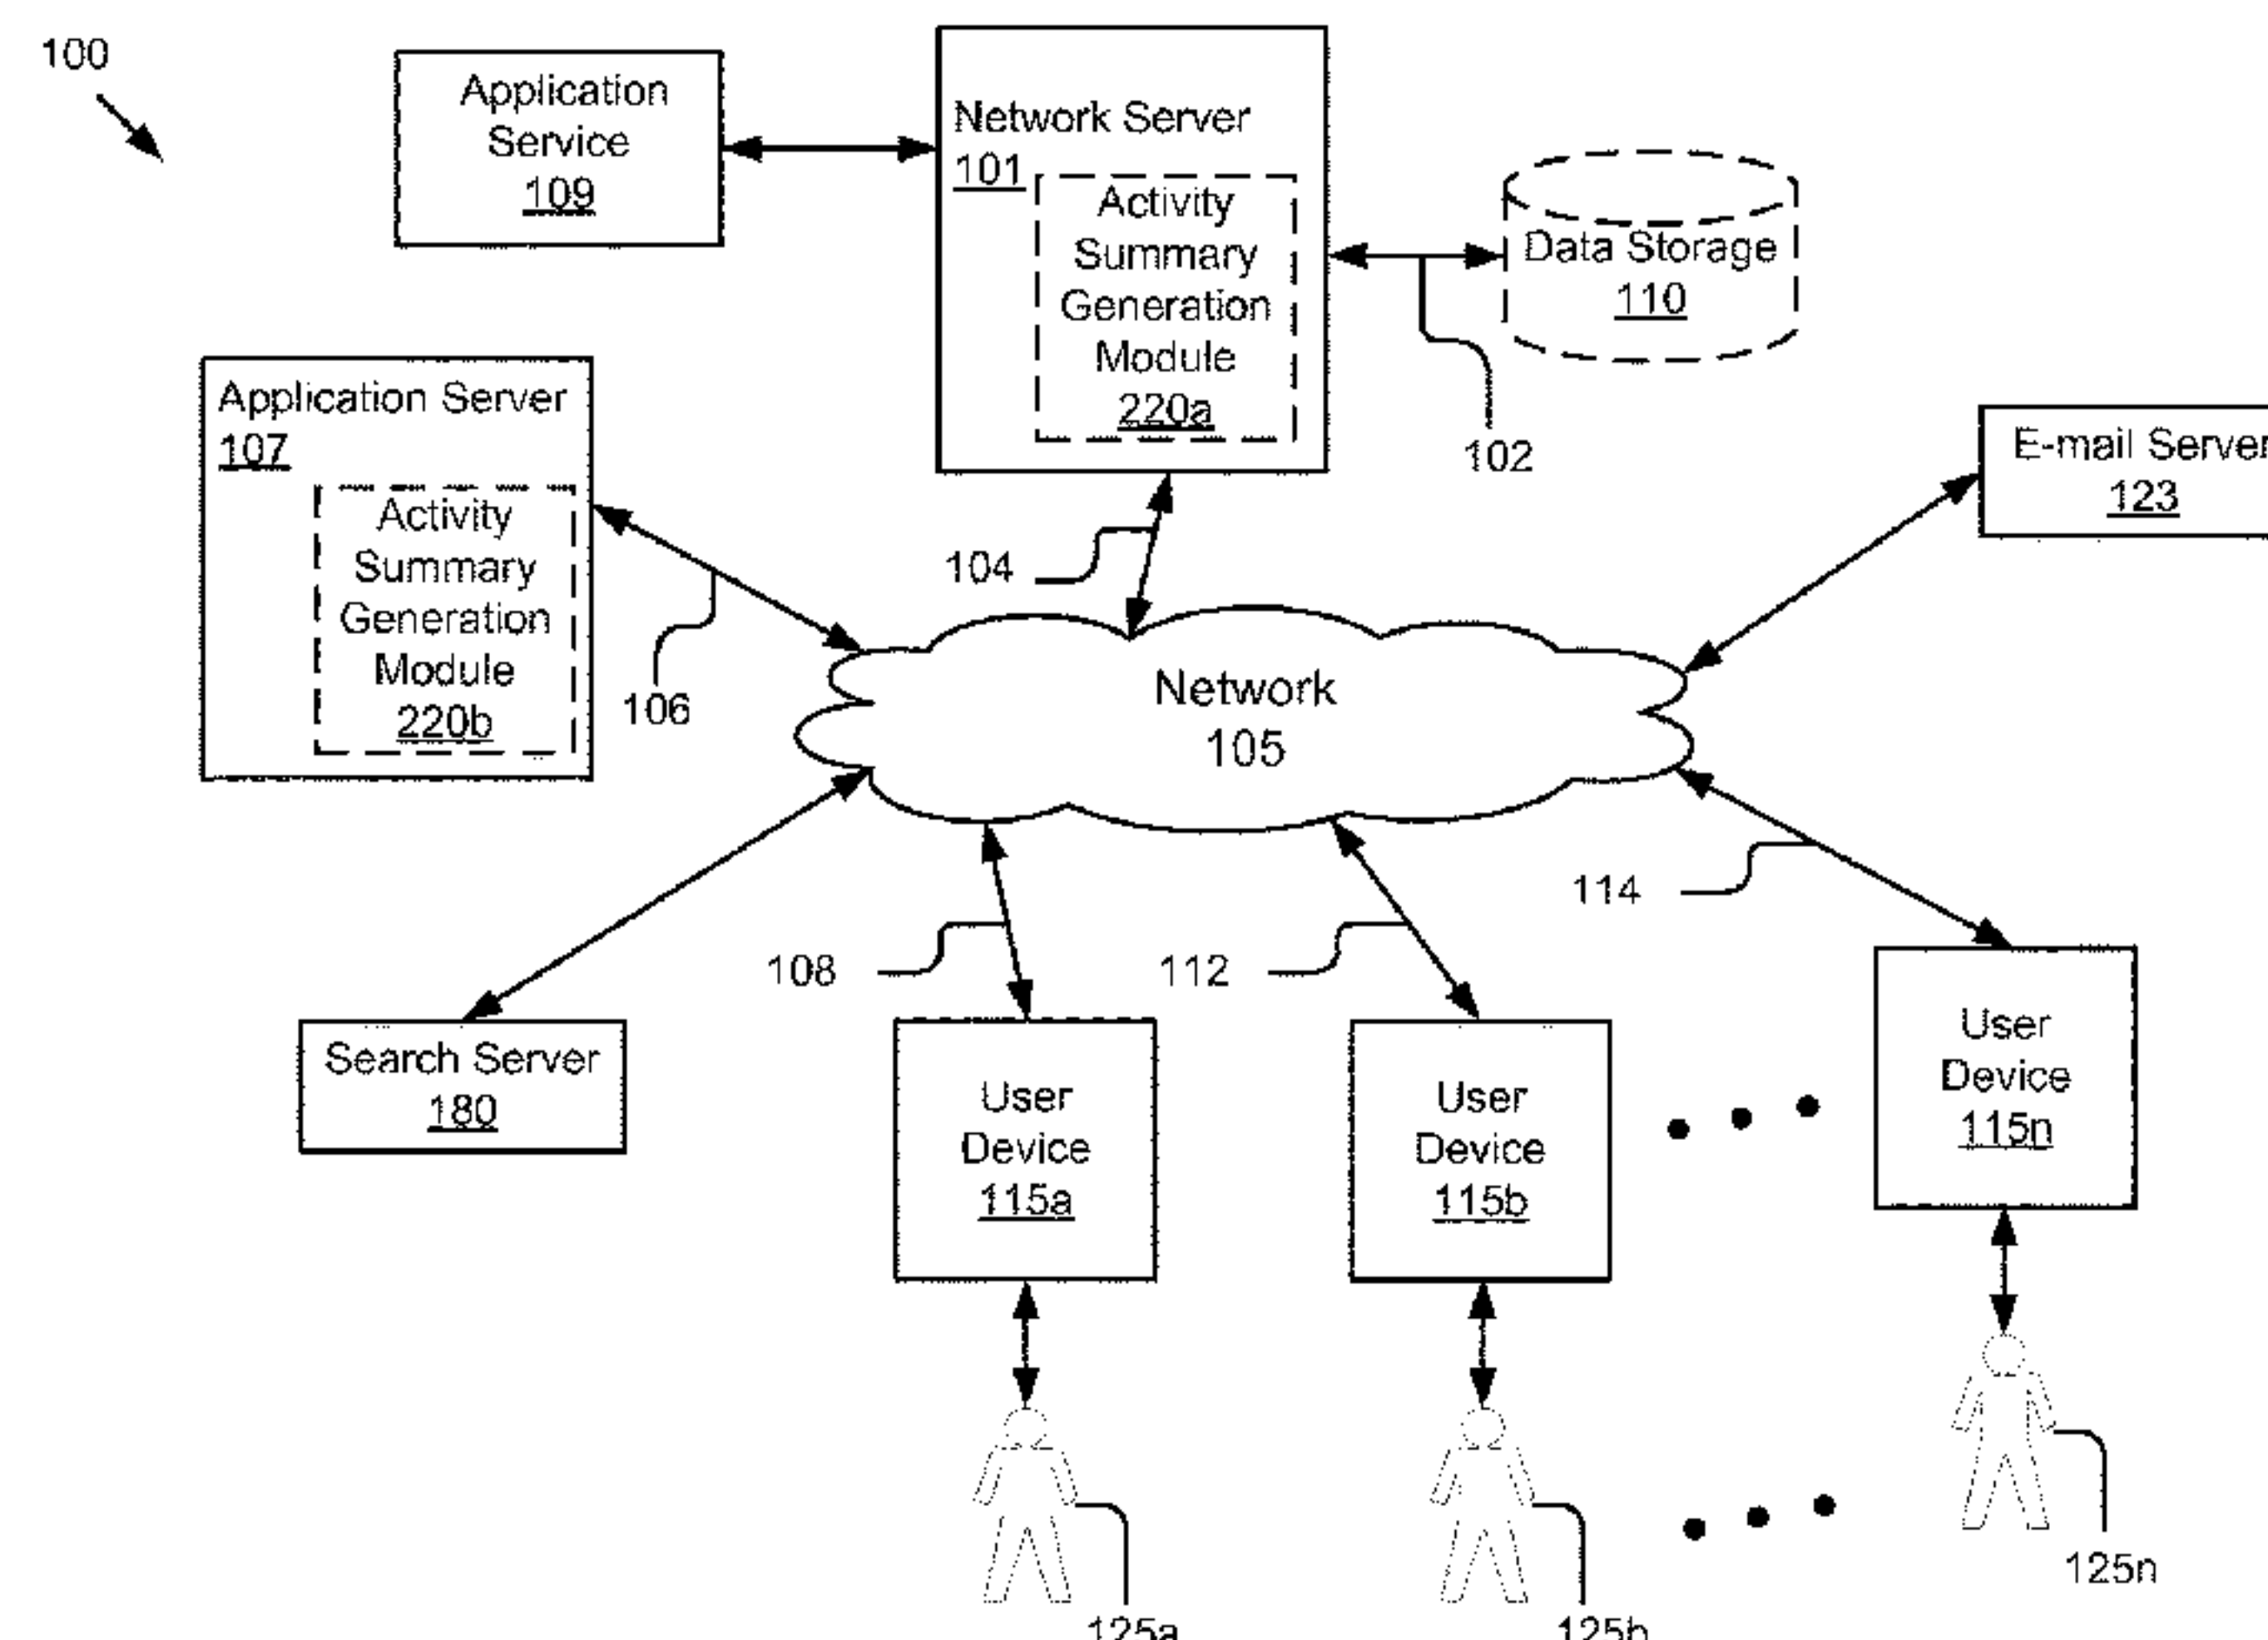 100
Application
Service
109
Network Server
101
Activity
Summary
Generation
Module
220a
Data Storage
110
102
Application Server
107
Activity
Summary
Generation
Module
220b
E-mail Server
123
104
106
Network
105
114
108
112
Search Server
180
User
Device
115a
User
Device
115b
User
Device
115n
125n
125a
125b